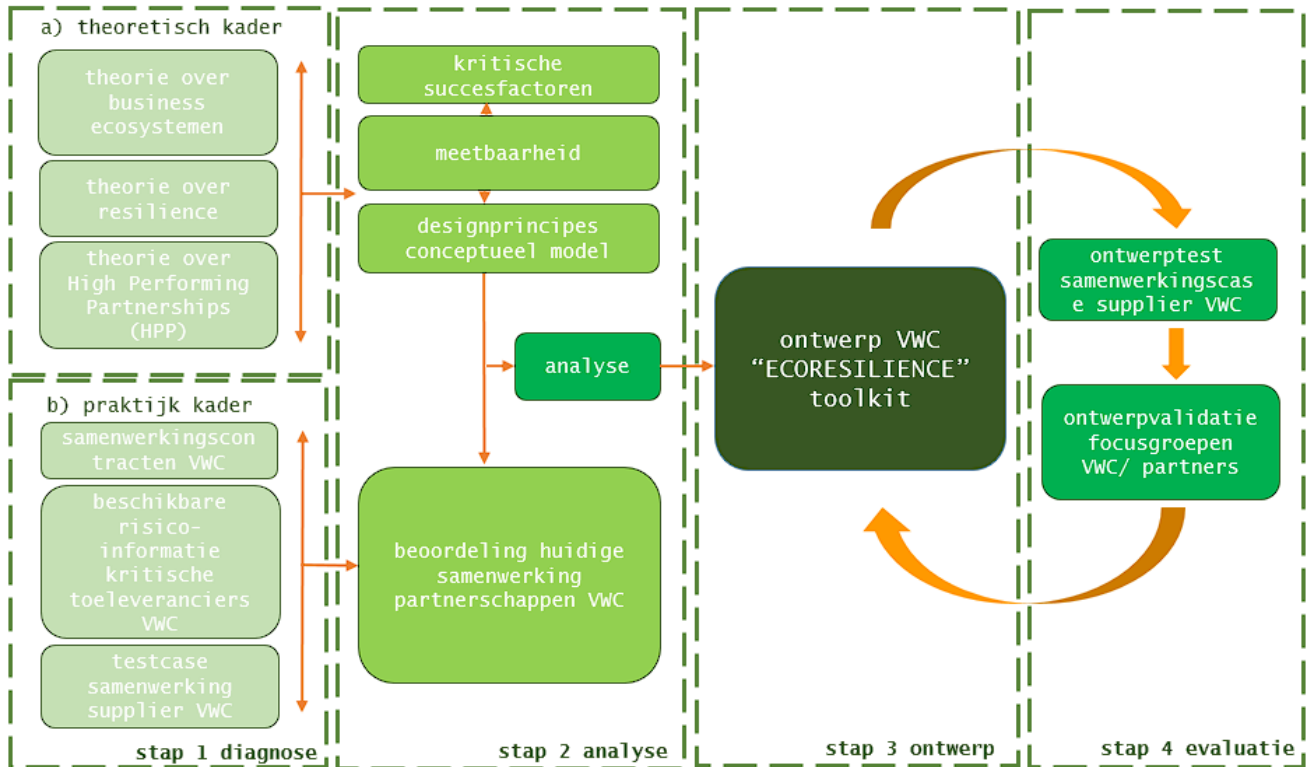 a) theoretisch kader
theorie over
business
ecosystemen
theorie over
resilience
theorie over
High Performing
Partnerships
(HPP)
b) praktijk kader
samenwerkingscon
tracten VWC
beschikbare
risico-
informatie
kritische
toeleveranciers
VWC
testcase
samenwerking
supplier VWC
stap 1 diagnose
kritische
succesfactoren
meetbaarheid
designprincipes
conceptueel model
analyse
beoordeling huidige
samenwerking
partnerschappen VWC
stap 2 analyse
ontwerp VWC
“ECORESILIENCE”
toolkit
stap 3 ontwerp
ontwerptest
samenwerkingscas
e supplier VWC
ontwerpvalidatie
focusgroepen
VWC/ partners
stap 4 evaluatie